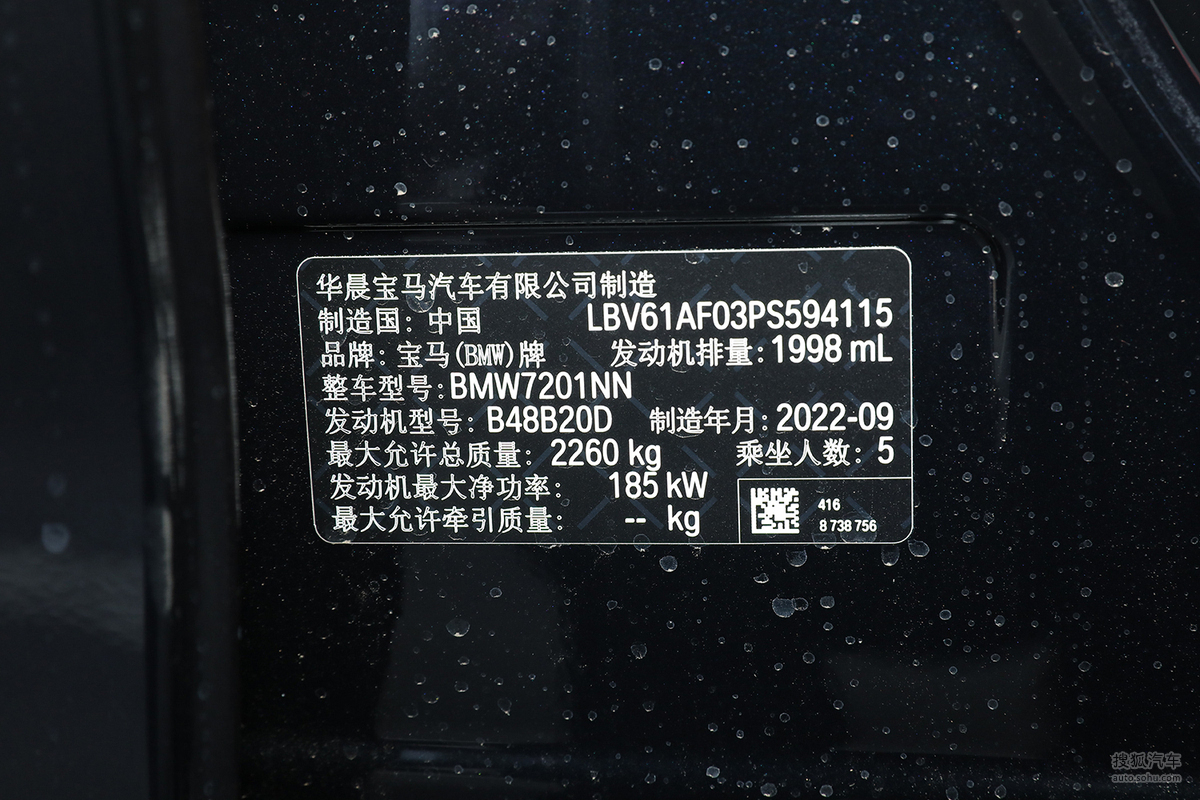 华晨宝马汽车有限公司制造
制造国：中国 LBV61AF03PS594115
品牌：宝马(BMW)牌 发动机排量：1998 mL
整车型号：BMW7201NN
发动机型号：B48B20D 制造年月：2022-09
最大允许总质量：2260 kg 乘坐人数：5
发动机最大净功率：185 kW
最大允许牵引质量：-- kg
416
8 738 756
搜狐汽车
auto.sohu.com